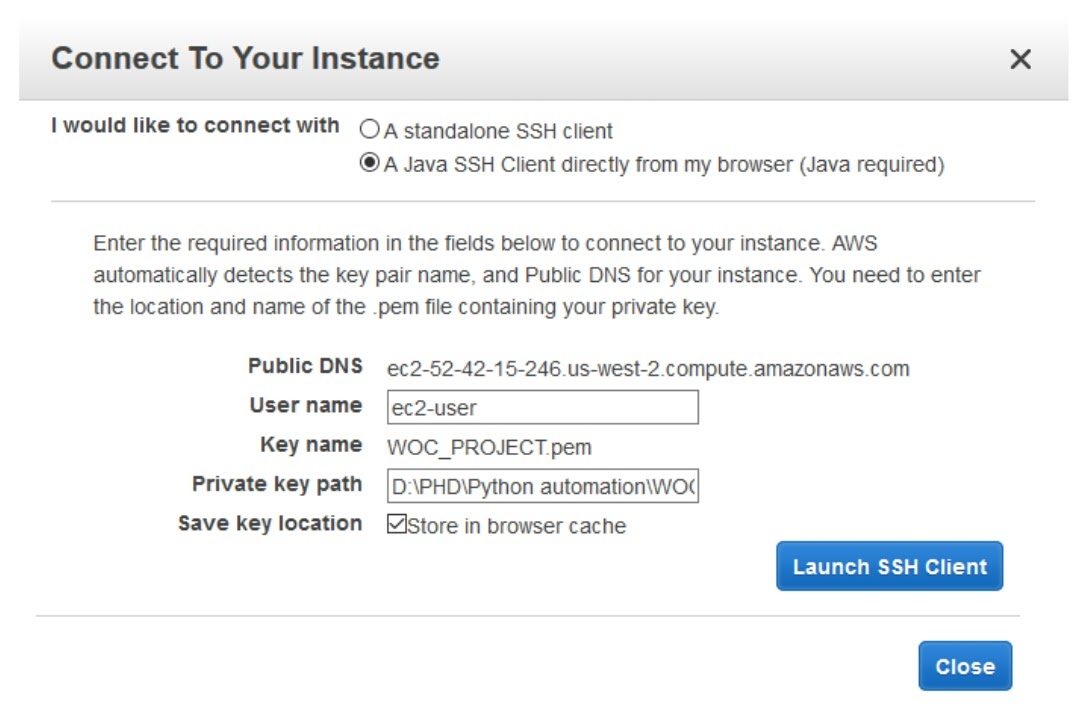 Connect To Your Instance
I would like to connect with
A standalone SSH client
A Java SSH Client directly from my browser (Java required)
Enter the required information in the fields below to connect to your instance. AWS
automatically detects the key pair name, and Public DNS for your instance. You need to enter
the location and name of the .pem file containing your private key.
Public DNS ec2-52-42-15-246.us-west-2.compute.amazonaws.com
User name ec2-user
Key name WOC_PROJECT.pem
Private key path D:\PHD\Python automation\WO
Save key location Store in browser cache
Launch SSH Client
Close